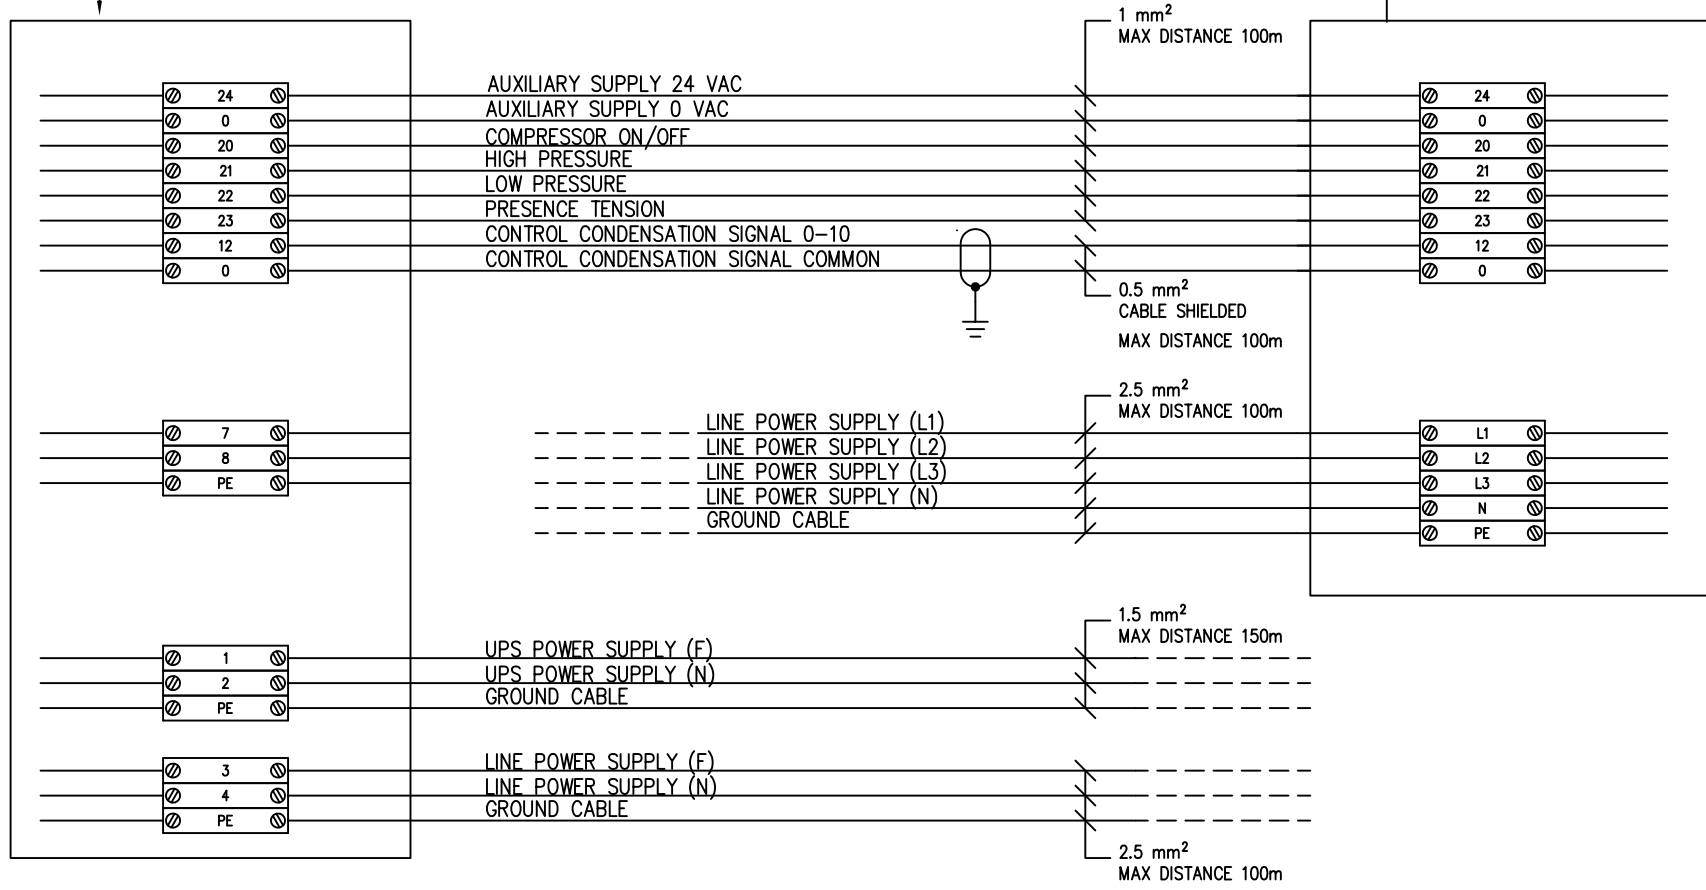 1 mm²
MAX DISTANCE 100m
24 AUXILIARY SUPPLY 24 VAC 24
0 AUXILIARY SUPPLY 0 VAC 0
20 COMPRESSOR ON/OFF 20
21 HIGH PRESSURE 21
22 LOW PRESSURE 22
23 PRESENCE TENSION 23
12 CONTROL CONDENSATION SIGNAL 0-10 12
0 CONTROL CONDENSATION SIGNAL COMMON 0
0.5 mm²
CABLE SHIELDED
MAX DISTANCE 100m
2.5 mm²
MAX DISTANCE 100m
7 LINE POWER SUPPLY (L1) L1
8 LINE POWER SUPPLY (L2) L2
PE LINE POWER SUPPLY (L3) L3
LINE POWER SUPPLY (N) N
GROUND CABLE PE
1.5 mm²
MAX DISTANCE 150m
1 UPS POWER SUPPLY (F)
2 UPS POWER SUPPLY (N)
PE GROUND CABLE
3 LINE POWER SUPPLY (F)
4 LINE POWER SUPPLY (N)
PE GROUND CABLE
2.5 mm²
MAX DISTANCE 100m